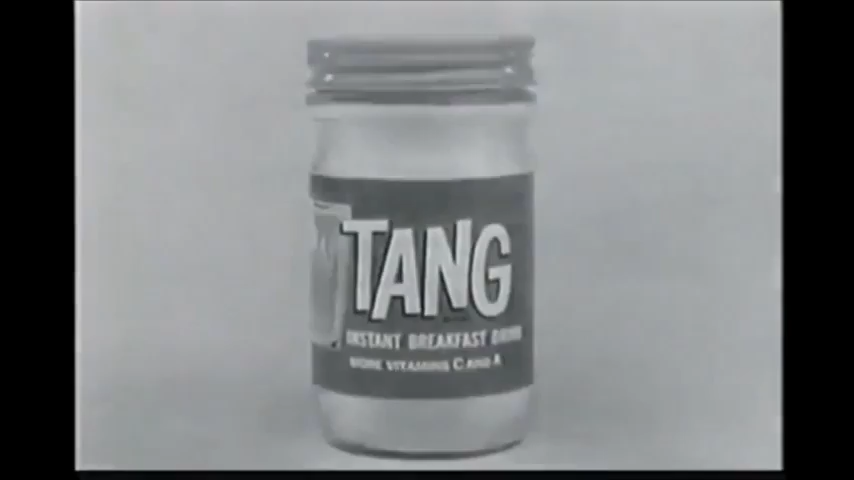 TANG
INSTANT BREAKFAST DRINK
MORE VITAMINS C AND A